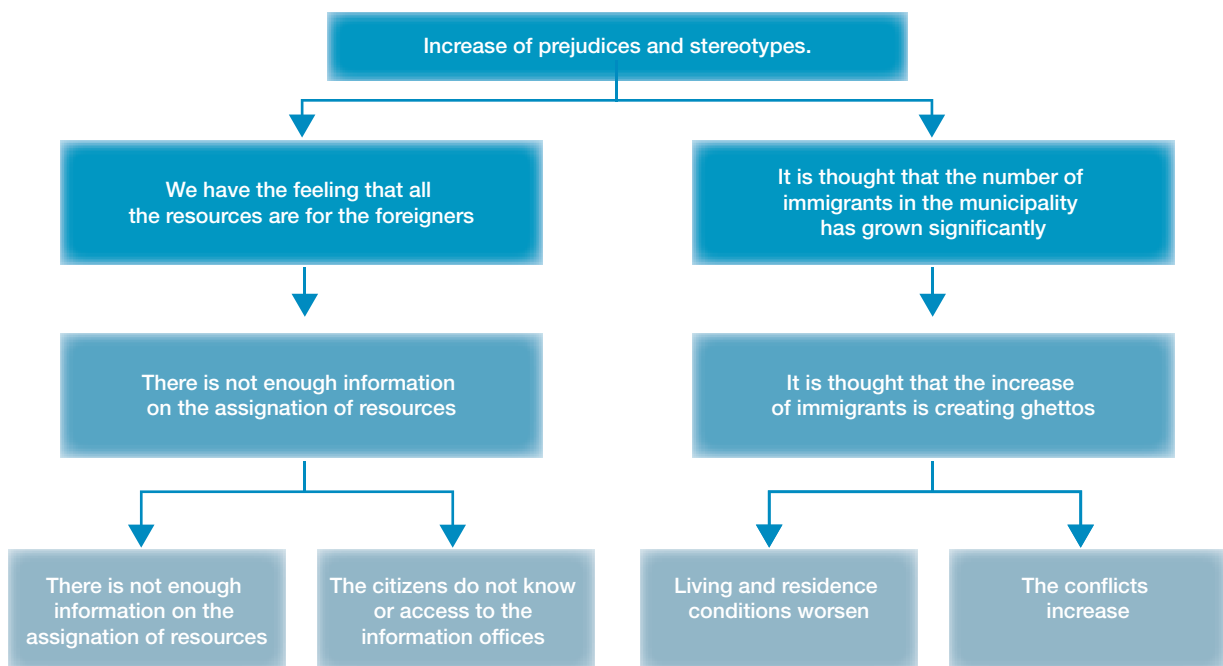 Increase of prejudices and stereotypes.
We have the feeling that all
the resources are for the foreigners
It is thought that the number of
immigrants in the municipality
has grown significantly
There is not enough information
on the assignation of resources
It is thought that the increase
of immigrants is creating ghettos
There is not enough
information on the
assignation of resources
The citizens do not know
or access to the
information offices
Living and residence
conditions worsen
The conflicts
increase